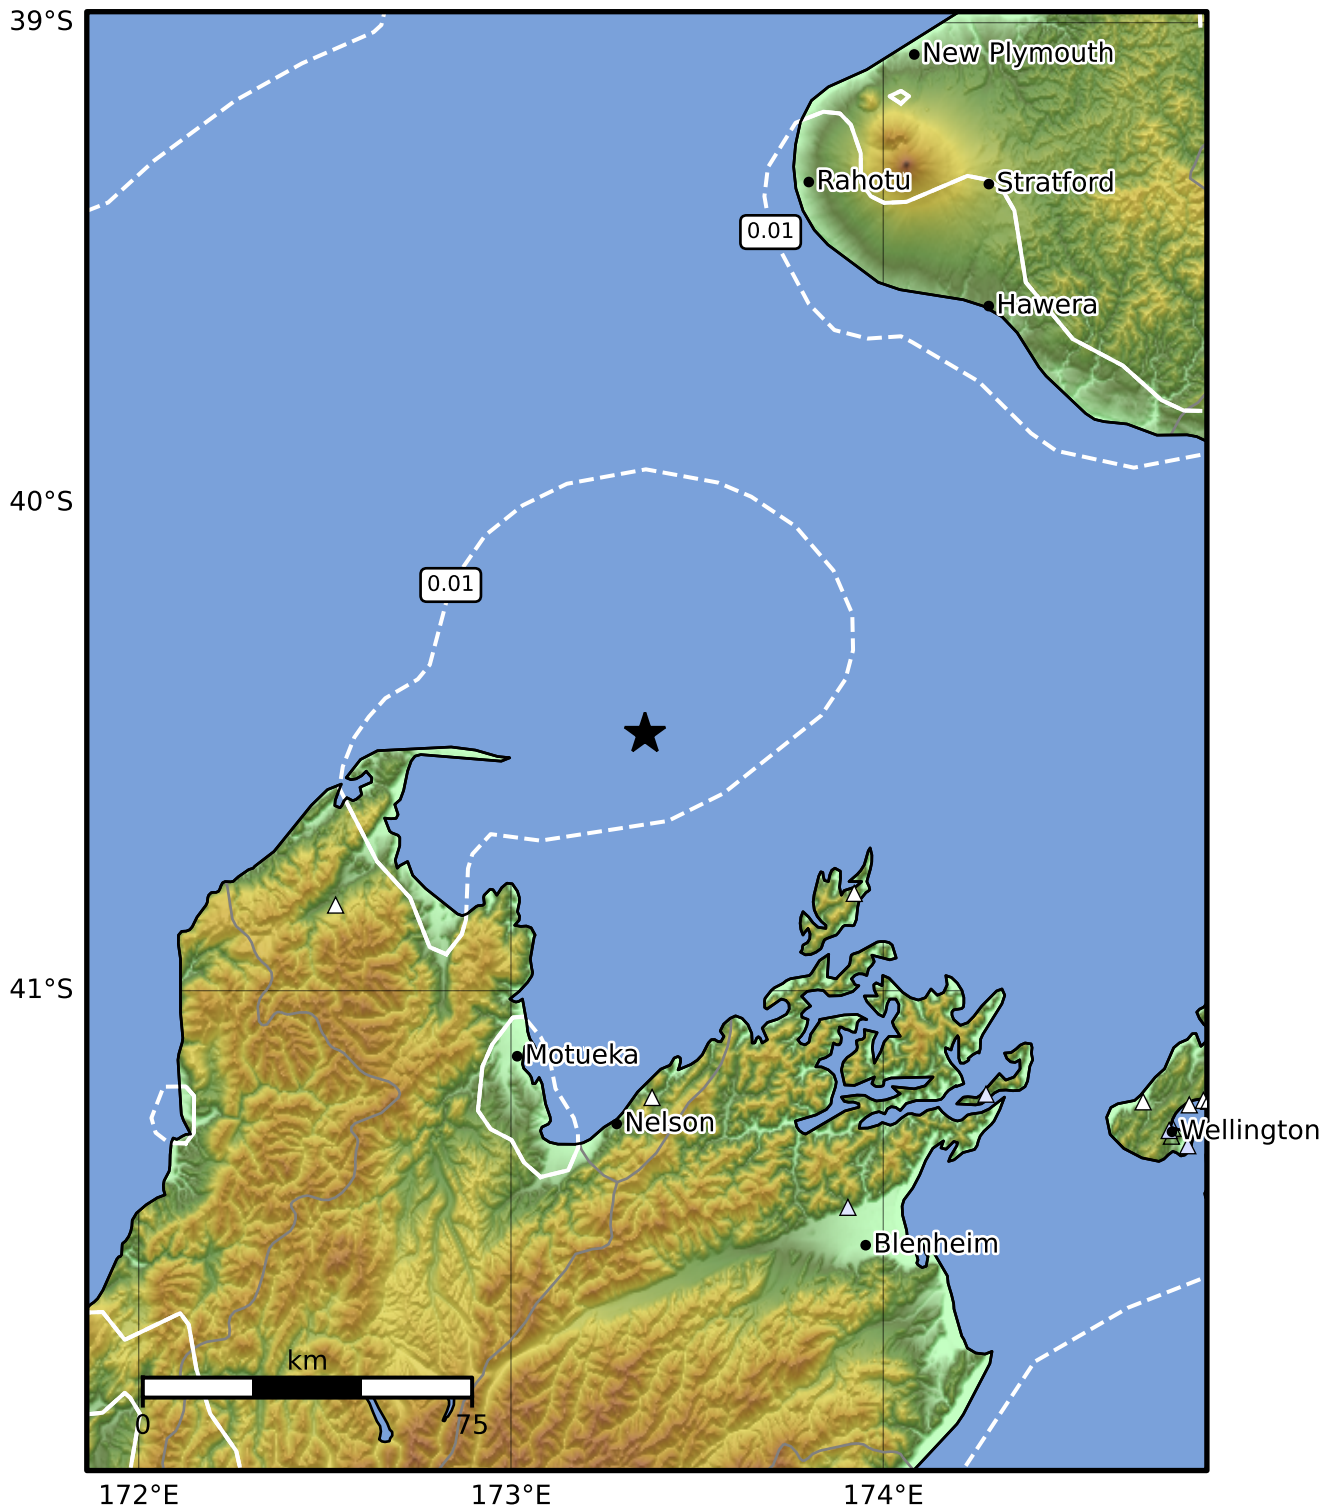 39°S
New Plymouth
Rahotu
Stratford
0.01
Hawera
40°S
0.01
41°S
Motueka
Nelson
Wellington
Blenheim
km
0
75
172°E
173°E
174°E